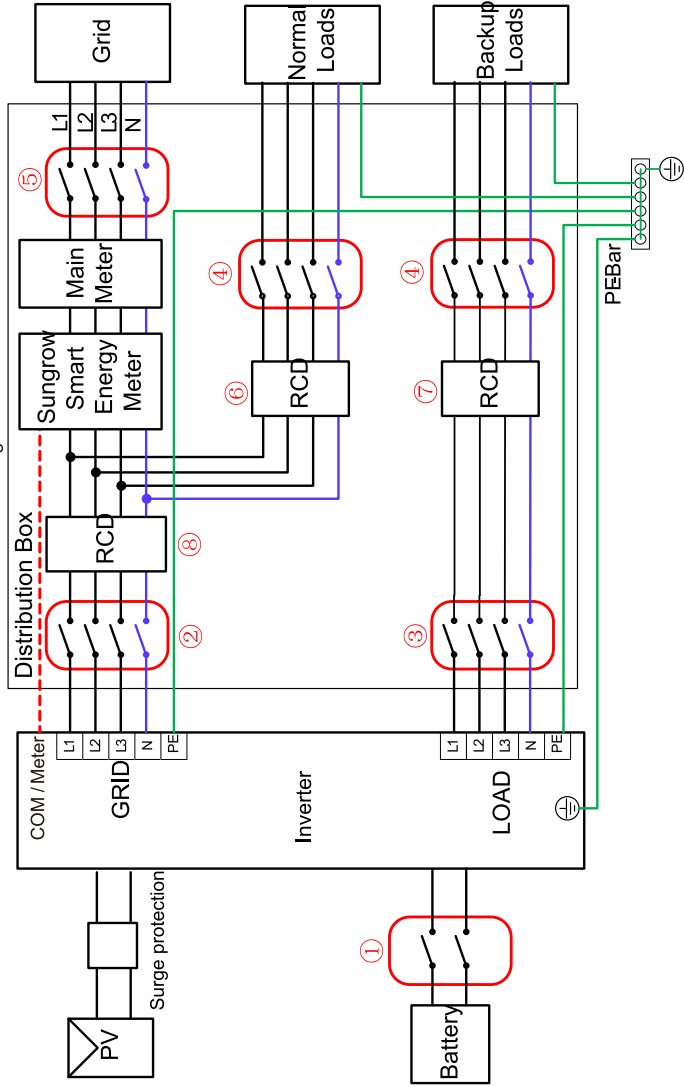 PV
Surge protection
Battery
①
COM / Meter
L1
L2
L3
N
PE
GRID
Inverter
LOAD
L1
L2
L3
N
PE
Distribution Box
②
RCD
⑧
Sungrow
Smart
Energy
Meter
Main
Meter
⑤
L1
L2
L3
N
Grid
RCD
⑥
④
Normal
Loads
③
RCD
⑦
④
Backup
Loads
PE-Bar